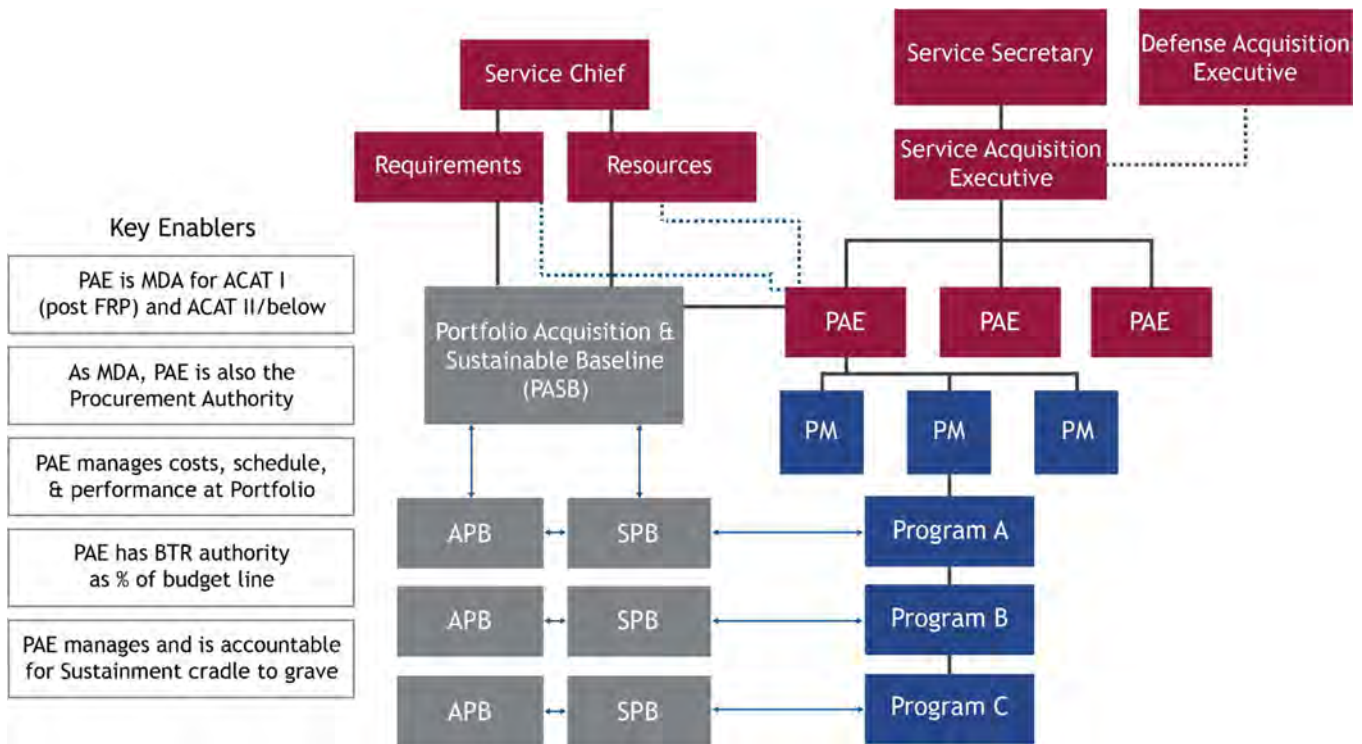 Service Chief
Service Secretary
Defense Acquisition
Executive
Requirements
Resources
Service Acquisition
Executive
Key Enablers
PAE is MDA for ACAT I
(post FRP) and ACAT II/below
As MDA, PAE is also the
Procurement Authority
PAE manages costs, schedule,
& performance at Portfolio
PAE has BTR authority
as % of budget line
PAE manages and is accountable
for Sustainment cradle to grave
Portfolio Acquisition &
Sustainable Baseline
(PASB)
PAE
PAE
PAE
PM
PM
PM
APB
SPB
Program A
APB
SPB
Program B
APB
SPB
Program C